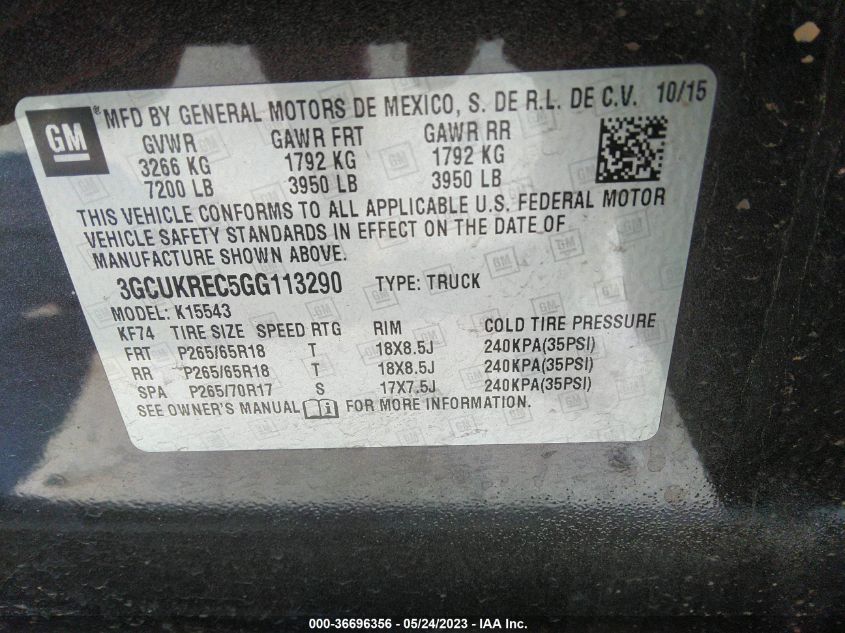 GM ® MFD BY GENERAL MOTORS DE MEXICO, S. DE R.L. DE C.V. 10/15
GVWR GAWR FRT GAWR RR
3266 KG 1792 KG 1792 KG
7200 LB 3950 LB 3950 LB
THIS VEHICLE CONFORMS TO ALL APPLICABLE U.S. FEDERAL MOTOR
VEHICLE SAFETY STANDARDS IN EFFECT ON THE DATE OF
MANUFACTURE SHOWN ABOVE.
3GCUKREC5GG113290 TYPE: TRUCK
MODEL: K15543
KF74 TIRE SIZE SPEED RTG RIM COLD TIRE PRESSURE
FRT P265/65R18 T 18X8.5J 240KPA(35PSI)
RR P265/65R18 T 18X8.5J 240KPA(35PSI)
SPA P265/70R17 S 17X7.5J 240KPA(35PSI)
SEE OWNER'S MANUAL FOR MORE INFORMATION.
000-36696356 — 05/24/2023 — IAA Inc.